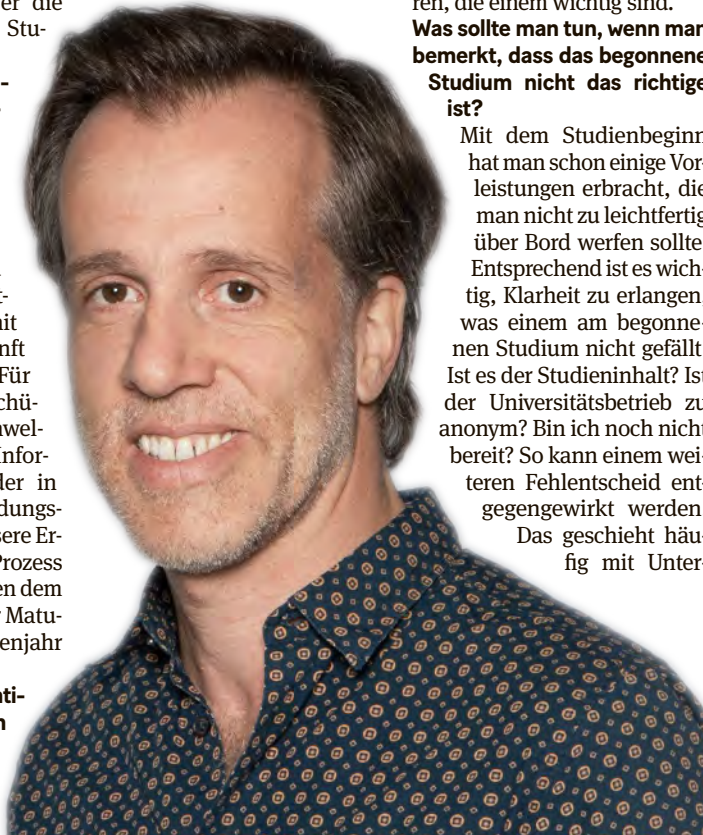 er die
Stu-
-
t-
nft
Für
chü-
wel-
Infor-
der in
dungs-
sere Er-
Prozess
en dem
Matu-
enjahr
ti-
n
ren, die einem wichtig sind.
Was sollte man tun, wenn man
bemerkt, dass das begonnene
Studium nicht das richtige
ist?
Mit dem Studienbeginn
hat man schon einige Vor-
leistungen erbracht, die
man nicht zu leichtfertig
über Bord werfen sollte
Entsprechend ist es wich-
tig, Klarheit zu erlangen,
was einem am begonne-
nen Studium nicht gefällt
Ist es der Studieninhalt? Ist
der Universitätsbetrieb zu
anonym? Bin ich noch nicht
bereit? So kann einem wei-
teren Fehlentscheid ent-
gegengewirkt werden
Das geschieht häu-
fig mit Unter-